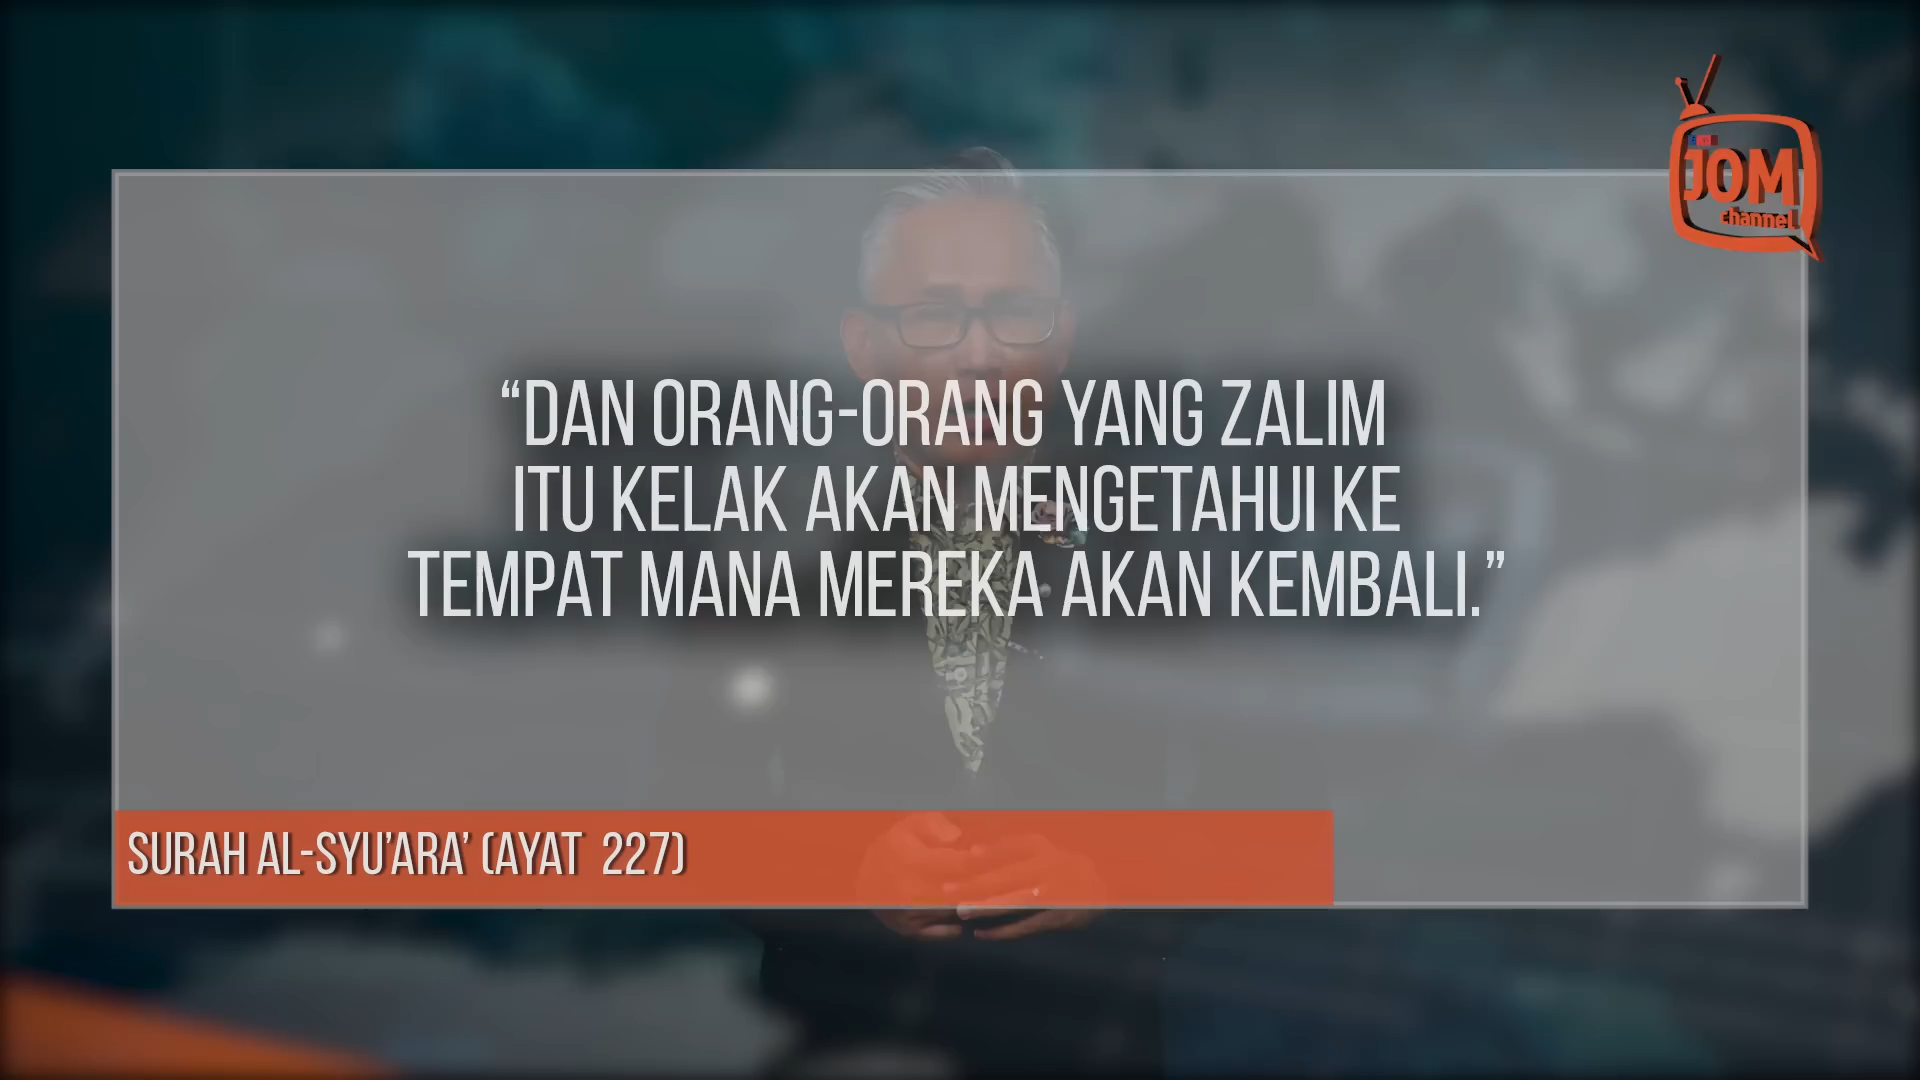 JOM
channel
“DAN ORANG-ORANG YANG ZALIM
ITU KELAK AKAN MENGETAHUI KE
TEMPAT MANA MEREKA AKAN KEMBALI.”
SURAH AL-SYU’ARA’ (AYAT 227)